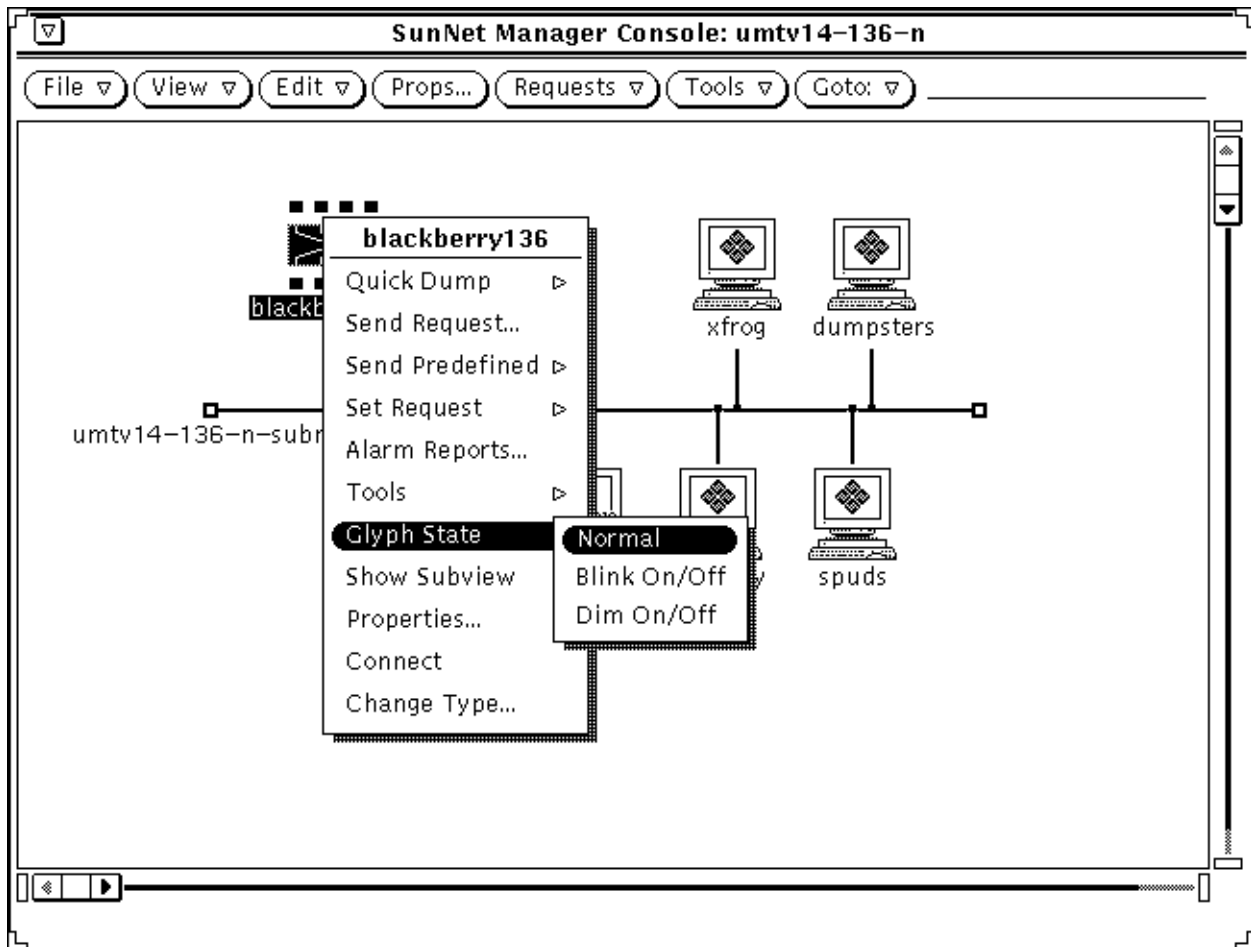 SunNet Manager Console: umtv14-136-n
File View Edit Props... Requests Tools Goto:
blackberry136
Quick Dump
Send Request...
Send Predefined
Set Request
Alarm Reports...
Tools
Glyph State
Show Subview
Properties...
Connect
Change Type...
Normal
Blink On/Off
Dim On/Off
xfrog
dumpsters
umtv14-136-n-subn
spuds